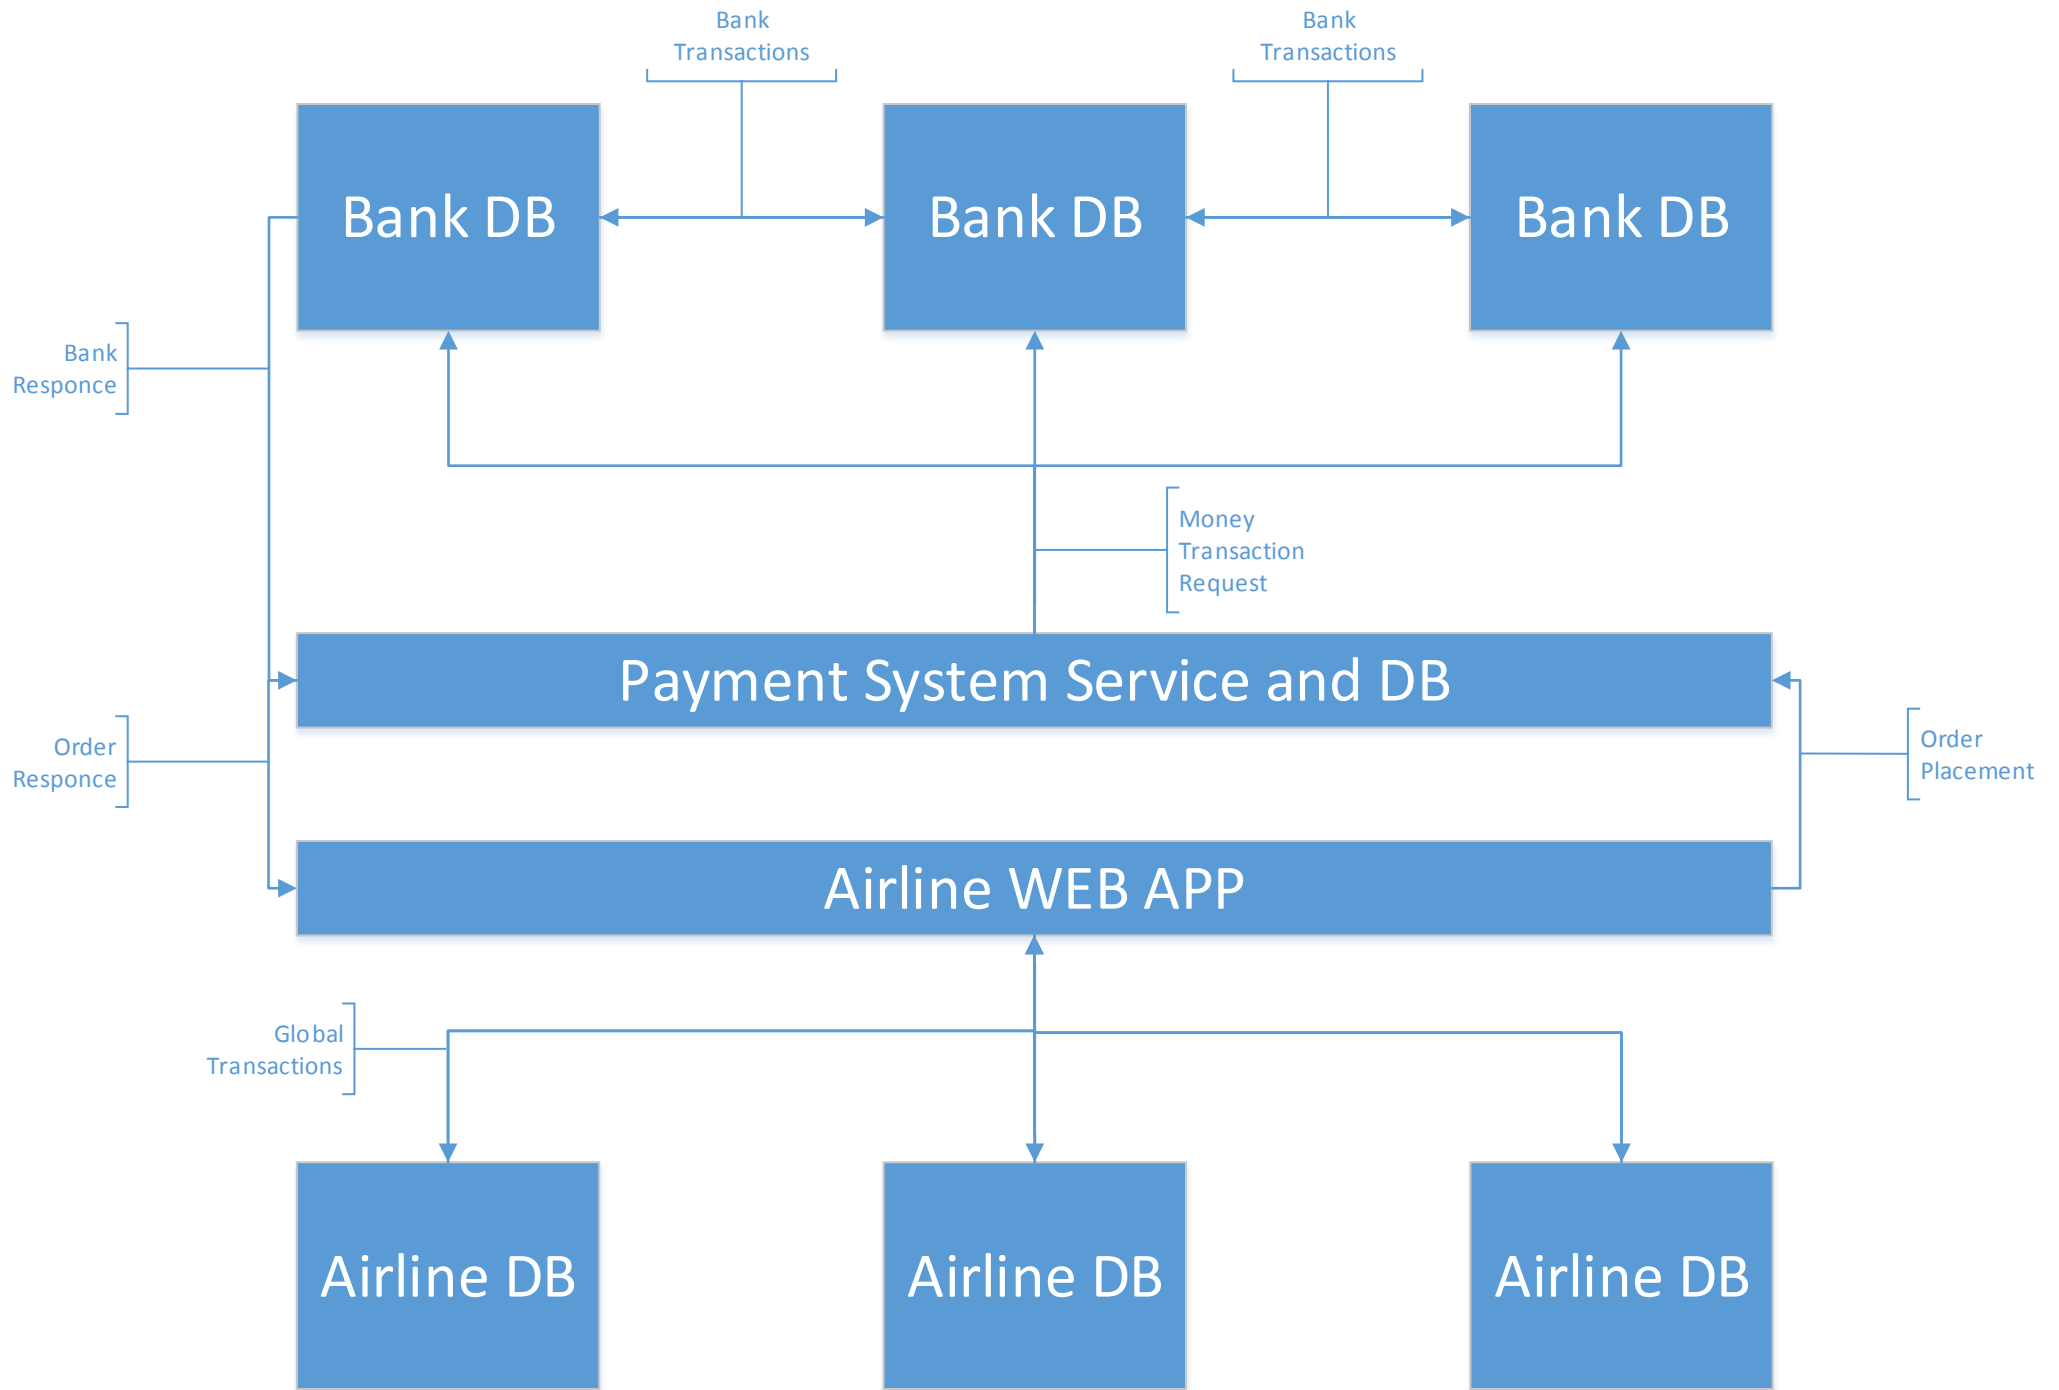 Bank
Transactions
Bank
Transactions
Bank DB
Bank DB
Bank DB
Bank
Responce
Money
Transaction
Request
Payment System Service and DB
Order
Responce
Order
Placement
Airline WEB APP
Global
Transactions
Airline DB
Airline DB
Airline DB